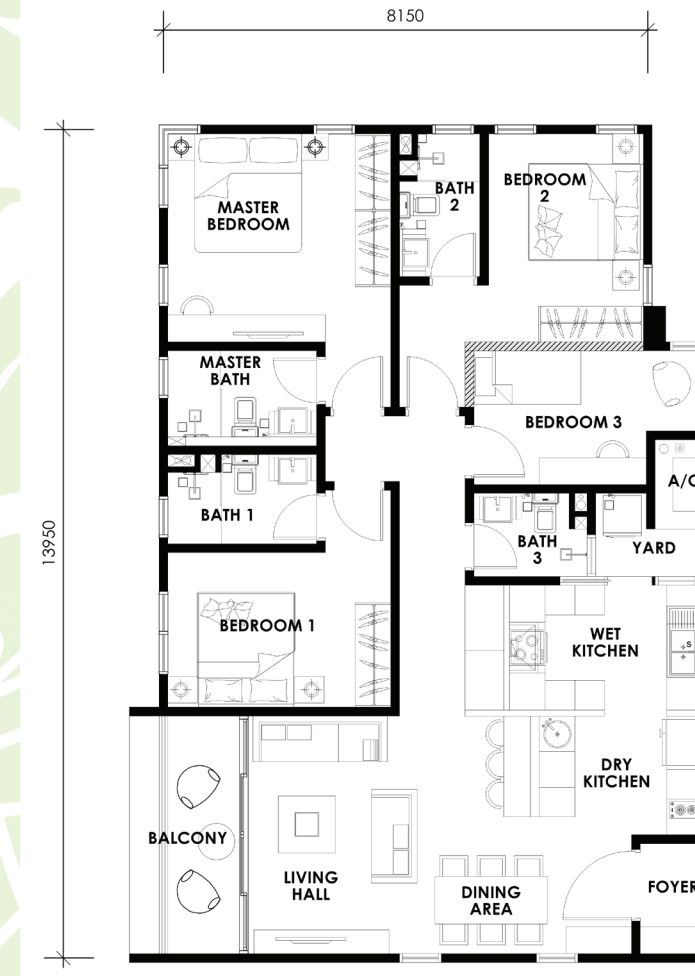 8150
13950
MASTER
BEDROOM
BATH
2
BEDROOM
2
MASTER
BATH
BEDROOM 3
A/C
BATH 1
BATH
3
YARD
BEDROOM 1
WET
KITCHEN
S
DRY
KITCHEN
BALCONY
LIVING
HALL
DINING
AREA
FOYER